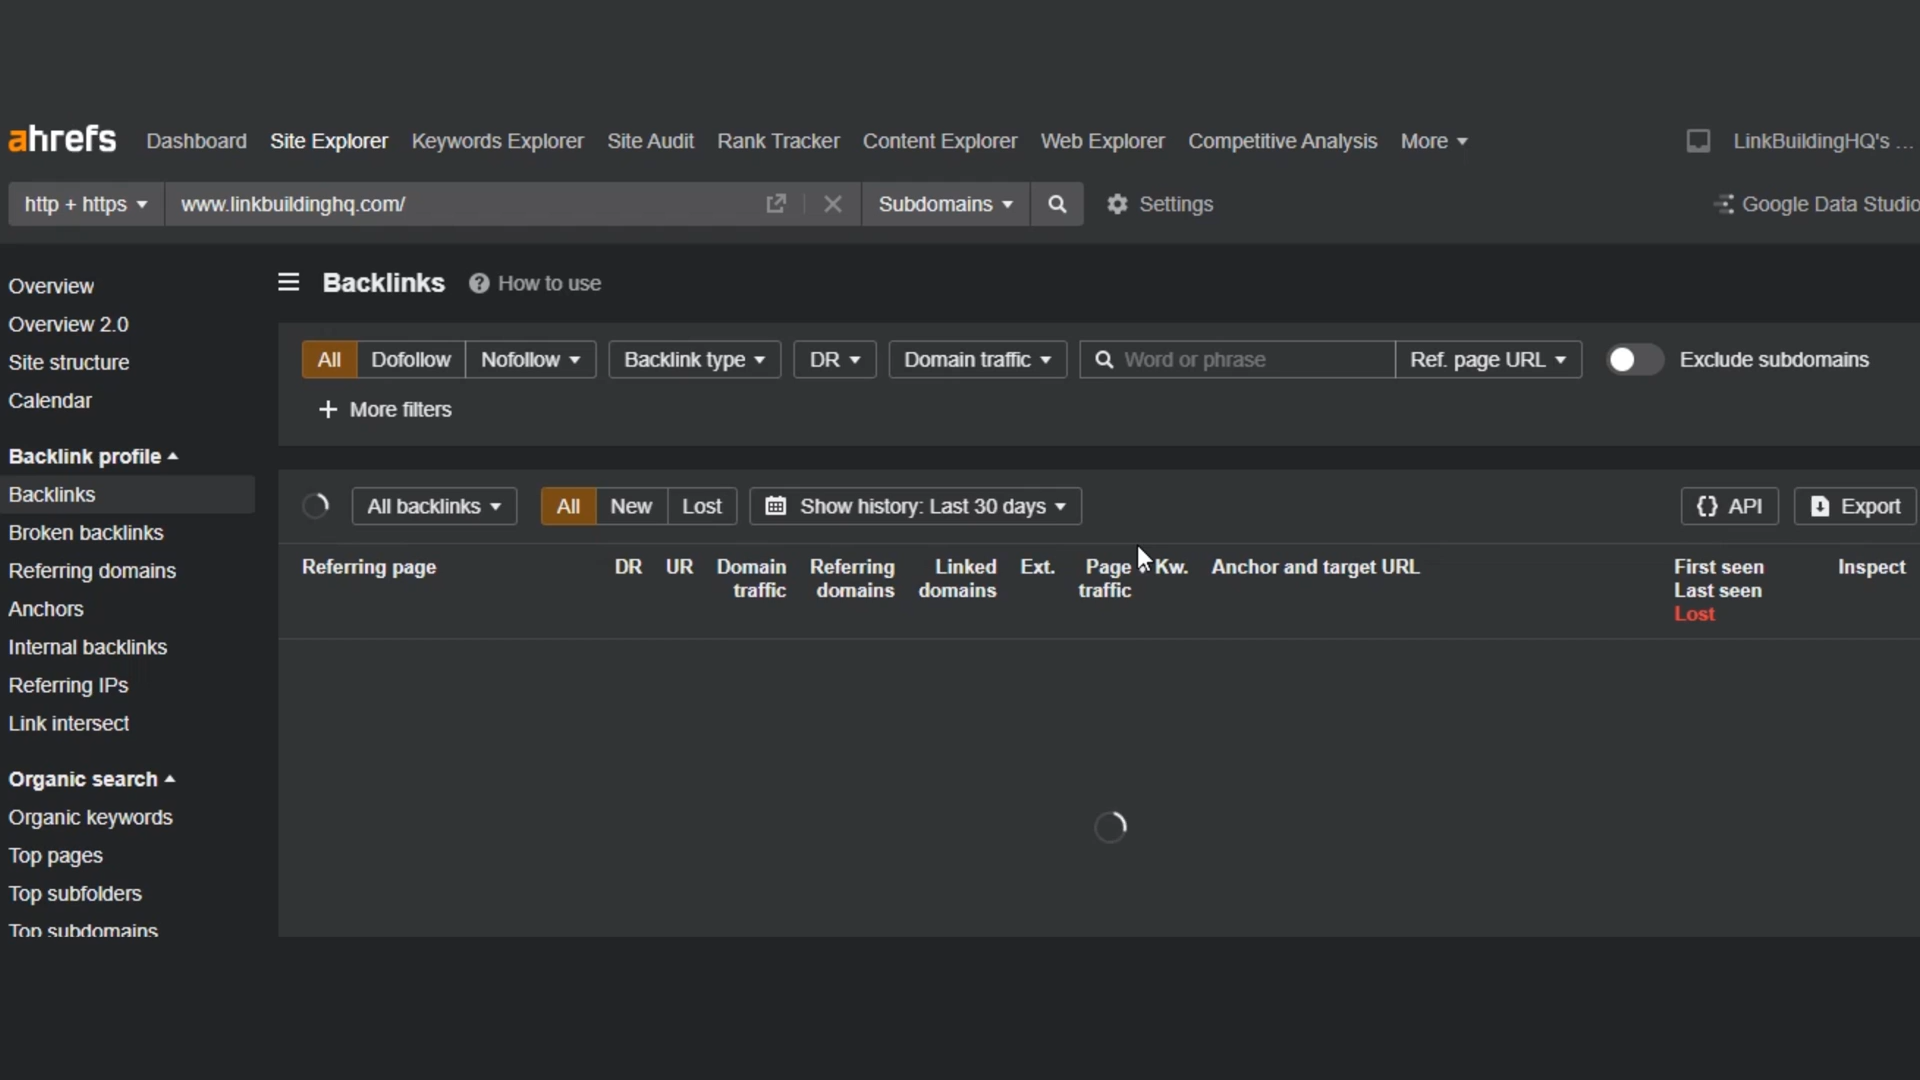 ahrefs Dashboard Site Explorer Keywords Explorer Site Audit Rank Tracker Content Explorer Web Explorer Competitive Analysis More LinkBuildingHQ's ...
http + https www.linkbuildinghq.com/ Subdomains Settings Google Data Studio
Overview
Overview 2.0
Site structure
Calendar
Backlink profile
Backlinks
Broken backlinks
Referring domains
Anchors
Internal backlinks
Referring IPs
Link intersect
Organic search
Organic keywords
Top pages
Top subfolders
Top subdomains
Backlinks ? How to use
All Dofollow Nofollow Backlink type DR Domain traffic Word or phrase Ref. page URL Exclude subdomains
+ More filters
All backlinks All New Lost Show history: Last 30 days {} API Export
Referring page DR UR Domain Referring Linked Ext. Page Kw. Anchor and target URL First seen Inspect
traffic domains domains traffic Last seen
Lost